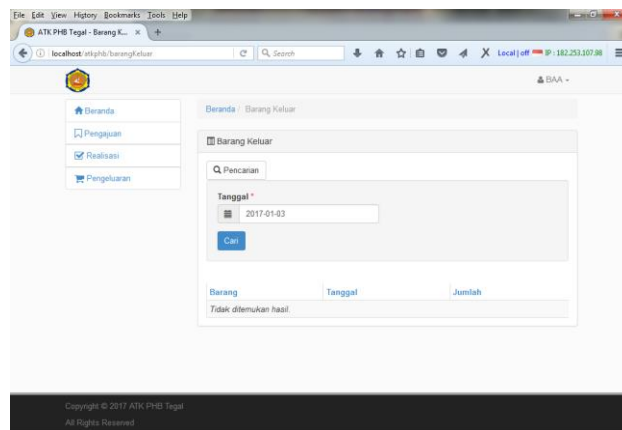 File Edit View History Bookmarks Tools Help
ATK PHB Tegal - Barang K... × +
localhost/atkphb/barangKeluar
Search
Local | off IP : 182.253.107.98
BAA
Beranda
Pengajuan
Realisasi
Pengeluaran
Beranda / Barang Keluar
Barang Keluar
Pencarian
Tanggal *
2017-01-03
Cari
Barang Tanggal Jumlah
Tidak ditemukan hasil.
Copyright © 2017 ATK PHB Tegal
All Rights Reserved